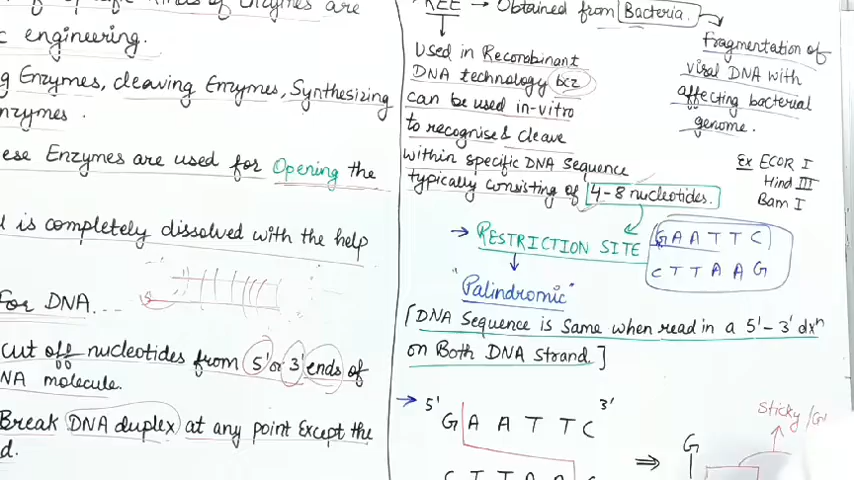 Enzymes are
c engineering.
g Enzymes, cleaving Enzymes, Synthesizing
nzymes.
ese Enzymes are used for Opening the
is completely dissolved with the help
For DNA....
cut off nucleotides from 5' or 3' ends of
NA molecule.
Break DNA duplex at any point Except the
d.
REE → Obtained from Bacteria.
Fragmentation of
viral DNA with
affecting bacterial
genome.
Used in Recombinant
DNA technology bcz
can be used in-vitro
to recognise & cleave
within specific DNA Sequence
typically consisting of 4-8 nucleotides.
Ex ECOR I
Hind III
Bam I
→ RESTRICTION SITE
GAATTC
CTTAAG
"Palindromic"
[DNA Sequence is Same when read in a 5'-3' dxn
on Both DNA strand.]
→ 5' G A A T T C 3'
C T T A A
⇒ G
Sticky /